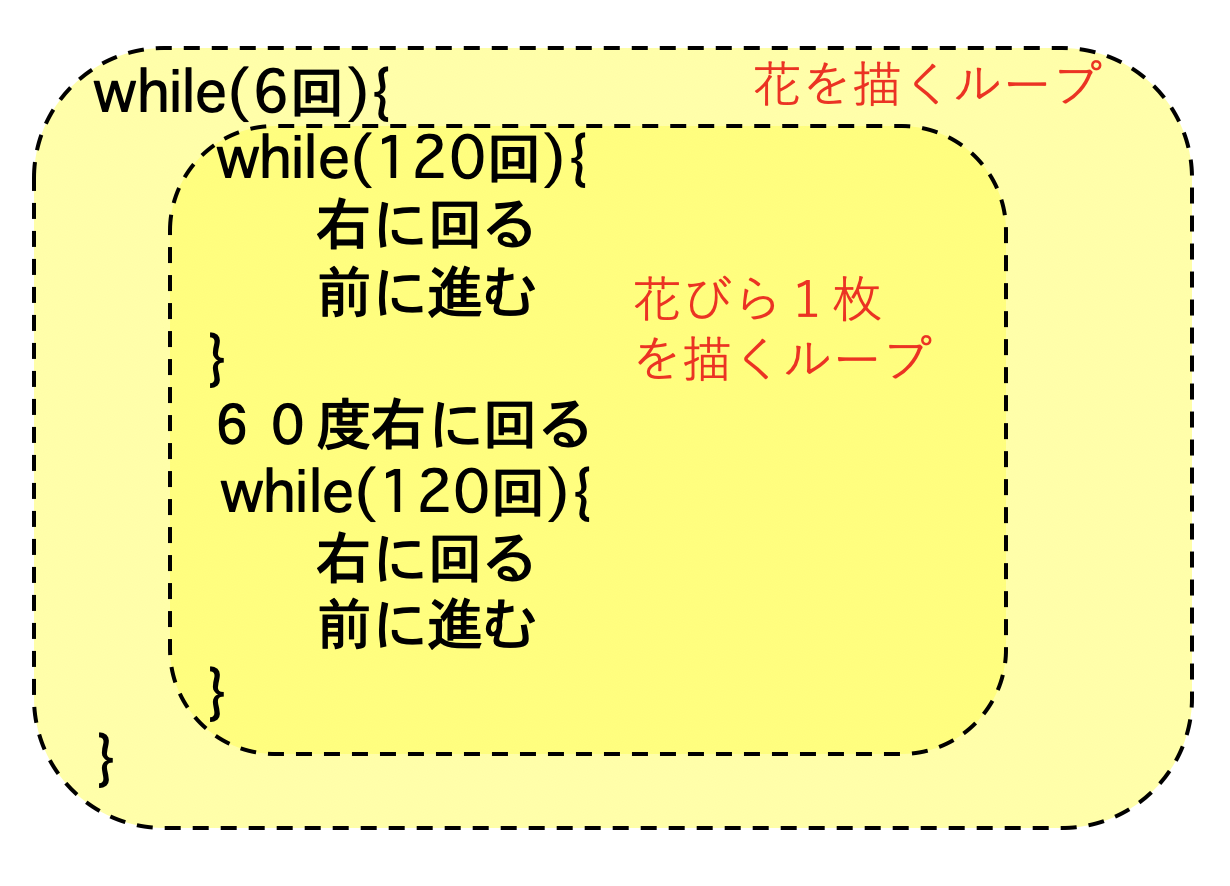 while(6回){
花を描くループ
while(120回){
右に回る
前に進む
花びら１枚
を描くループ
}
６０度右に回る
while(120回){
右に回る
前に進む
}
}